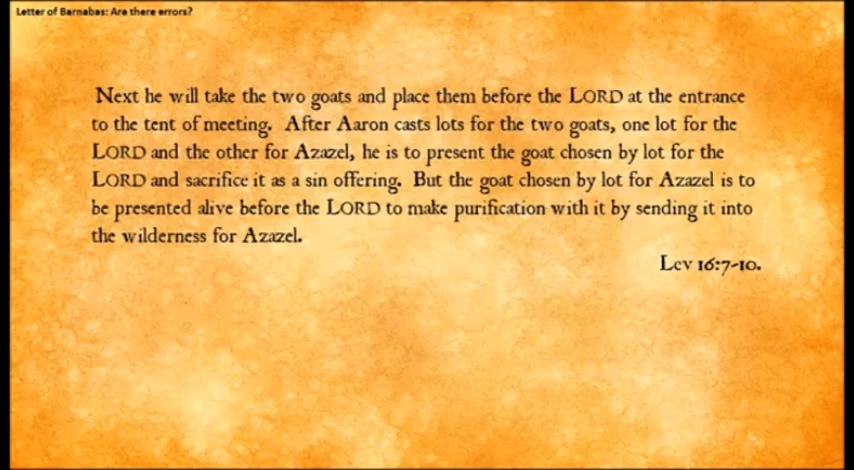 Letter of Barnabas: Are there errors?
Next he will take the two goats and place them before the LORD at the entrance
to the tent of meeting. After Aaron casts lots for the two goats, one lot for the
LORD and the other for Azazel, he is to present the goat chosen by lot for the
LORD and sacrifice it as a sin offering. But the goat chosen by lot for Azazel is to
be presented alive before the LORD to make purification with it by sending it into
the wilderness for Azazel.
Lev 16:7-10.